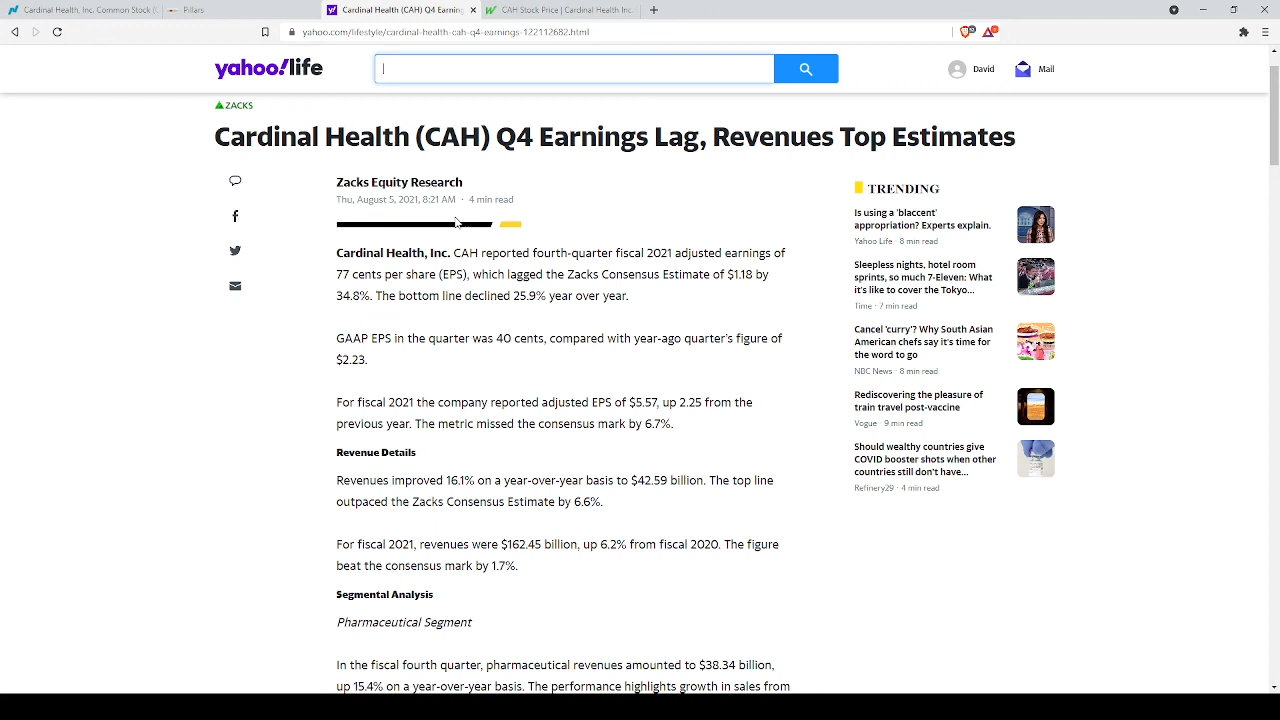 Cardinal Health, Inc. Common Stock (C
Pillars
Cardinal Health (CAH) Q4 Earning
CAH Stock Price | Cardinal Health Inc.
yahoo.com/lifestyle/cardinal-health-cah-q4-earnings-122112682.html
yahoo!life
David
Mail
ZACKS
Cardinal Health (CAH) Q4 Earnings Lag, Revenues Top Estimates
Zacks Equity Research
Thu, August 5, 2021, 8:21 AM · 4 min read
Cardinal Health, Inc. CAH reported fourth-quarter fiscal 2021 adjusted earnings of
77 cents per share (EPS), which lagged the Zacks Consensus Estimate of $1.18 by
34.8%. The bottom line declined 25.9% year over year.
GAAP EPS in the quarter was 40 cents, compared with year-ago quarter's figure of
$2.23.
For fiscal 2021 the company reported adjusted EPS of $5.57, up 2.25 from the
previous year. The metric missed the consensus mark by 6.7%.
Revenue Details
Revenues improved 16.1% on a year-over-year basis to $42.59 billion. The top line
outpaced the Zacks Consensus Estimate by 6.6%.
For fiscal 2021, revenues were $162.45 billion, up 6.2% from fiscal 2020. The figure
beat the consensus mark by 1.7%.
Segmental Analysis
Pharmaceutical Segment
In the fiscal fourth quarter, pharmaceutical revenues amounted to $38.34 billion,
up 15.4% on a year-over-year basis. The performance highlights growth in sales from
TRENDING
Is using a 'blaccent'
appropriation? Experts explain.
Yahoo Life · 8 min read
Sleepless nights, hotel room
sprints, so much 7-Eleven: What
it's like to cover the Tokyo...
Time · 7 min read
Cancel 'curry'? Why South Asian
American chefs say it's time for
the word to go
NBC News · 8 min read
Rediscovering the pleasure of
train travel post-vaccine
Vogue · 9 min read
Should wealthy countries give
COVID booster shots when other
countries still don't have...
Refinery29 · 4 min read